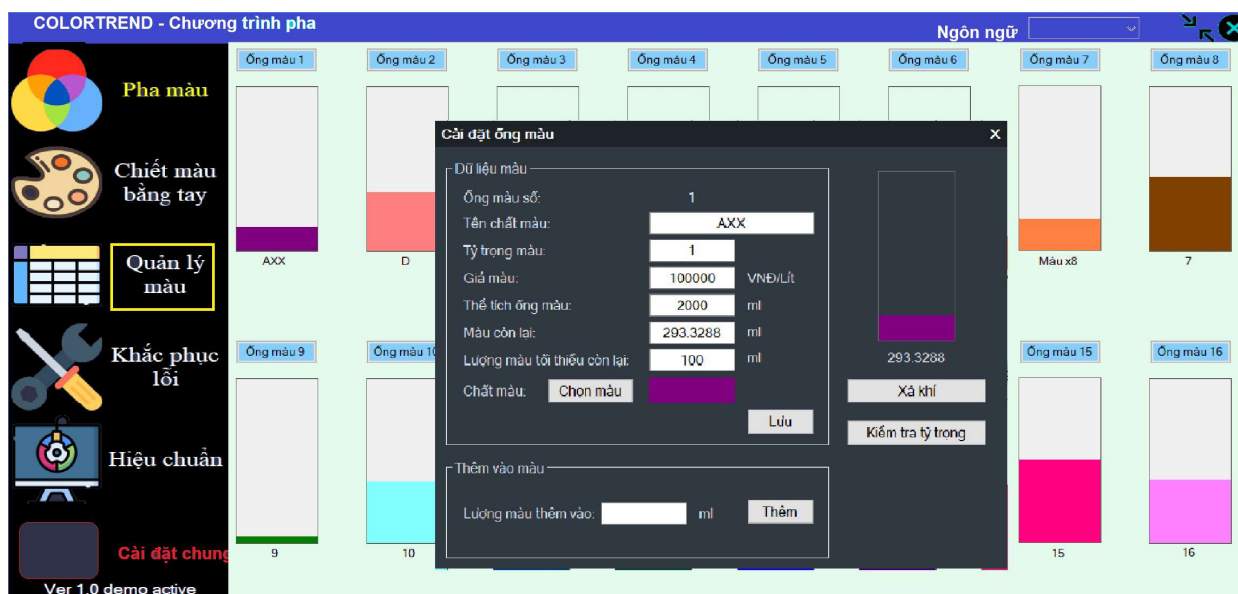 COLORTREND - Chương trình pha
Ngôn ngữ
Pha màu
Chiết màu
bằng tay
Quản lý
màu
Khắc phục
lỗi
Hiệu chuẩn
Cài đặt chung
Ver 1.0 demo active
Ống màu 1 Ống màu 2 Ống màu 3 Ống màu 4 Ống màu 5 Ống màu 6 Ống màu 7 Ống màu 8
AXX D Màu x8 7
Cài đặt ống màu X
Dữ liệu màu
Ống màu số: 1
Tên chất màu: AXX
Tỷ trọng màu: 1
Giá màu: 100000 VNĐ/Lít
Thể tích ống màu: 2000 ml
Màu còn lại: 293.3288 ml
Lượng màu tối thiểu còn lại: 100 ml
Chất màu: Chọn màu
Lưu
293.3288
Xả khí
Kiểm tra tỷ trọng
Thêm vào màu
Lượng màu thêm vào: ml Thêm
Ống màu 9 Ống màu 10 Ống màu 15 Ống màu 16
9 10 15 16